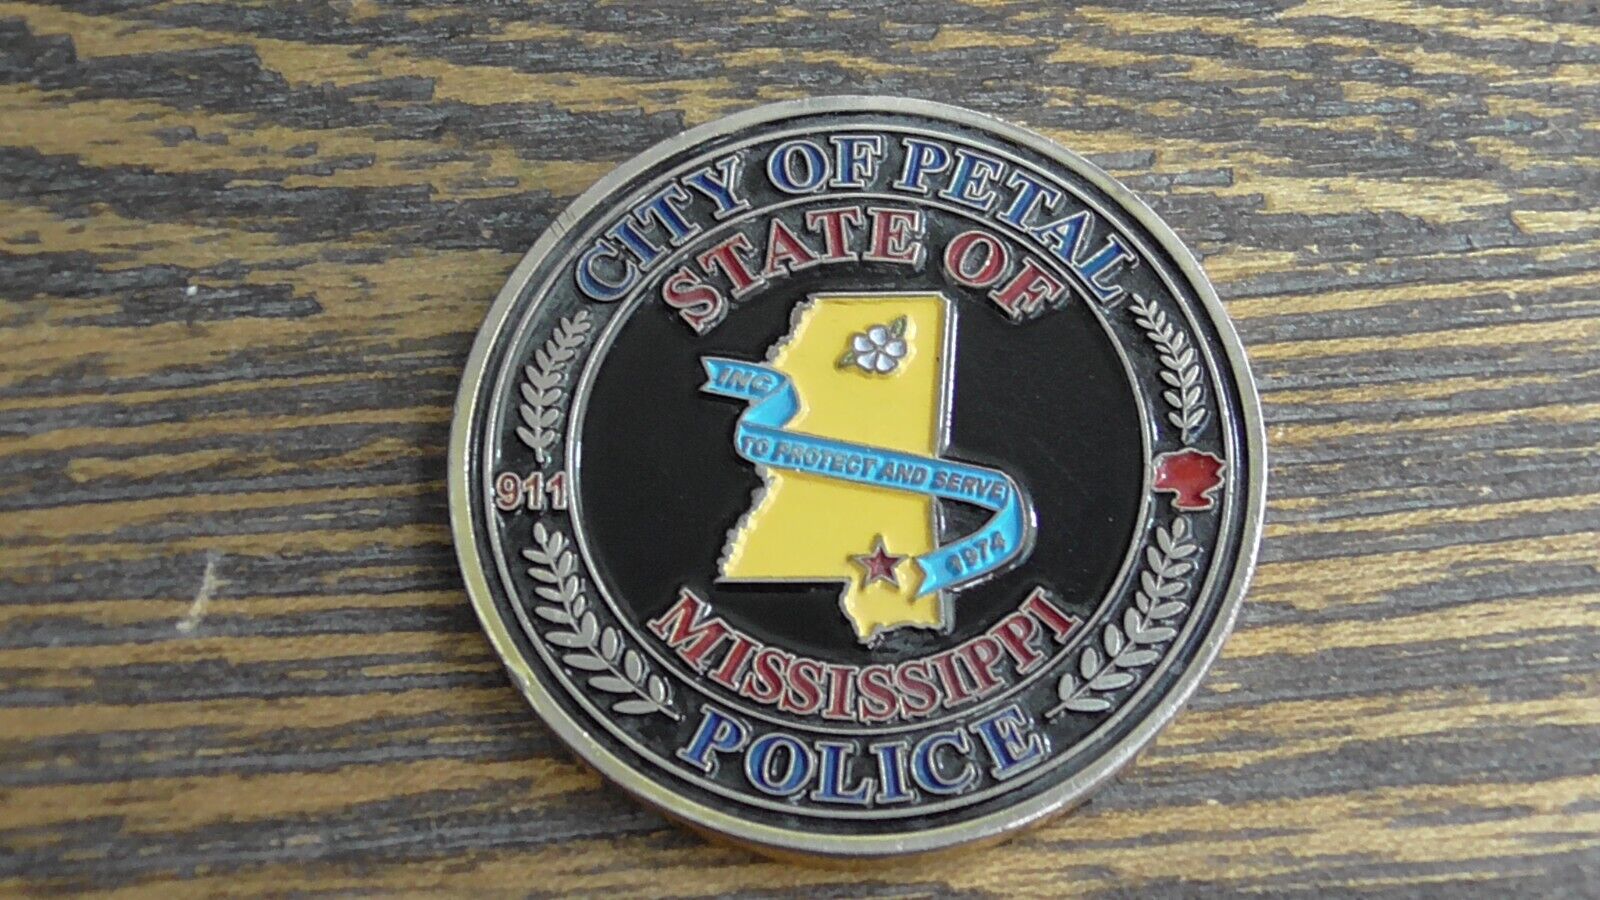 CITY OF PETAL
STATE OF
INC
TO PROTECT AND SERVE
1974
911
MISSISSIPPI
POLICE